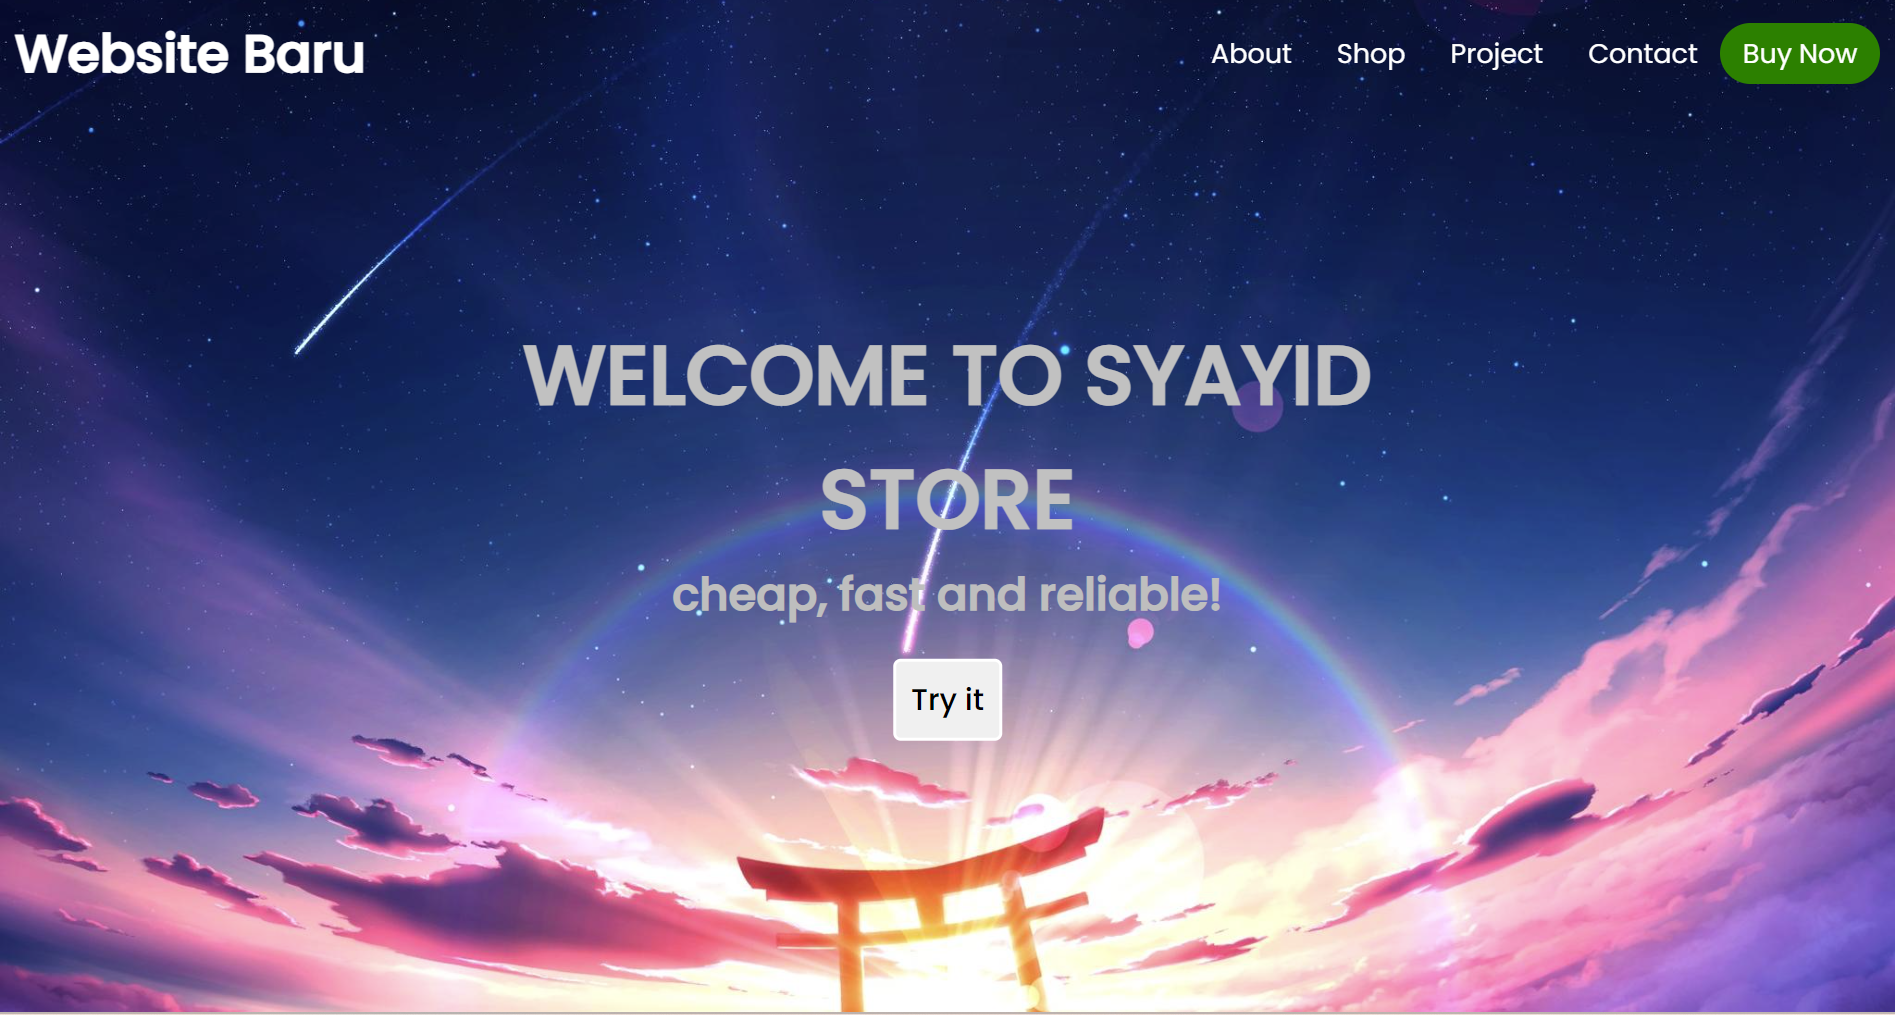 Website Baru
About Shop Project Contact Buy Now
WELCOME TO SYAYID
STORE
cheap, fast and reliable!
Try it